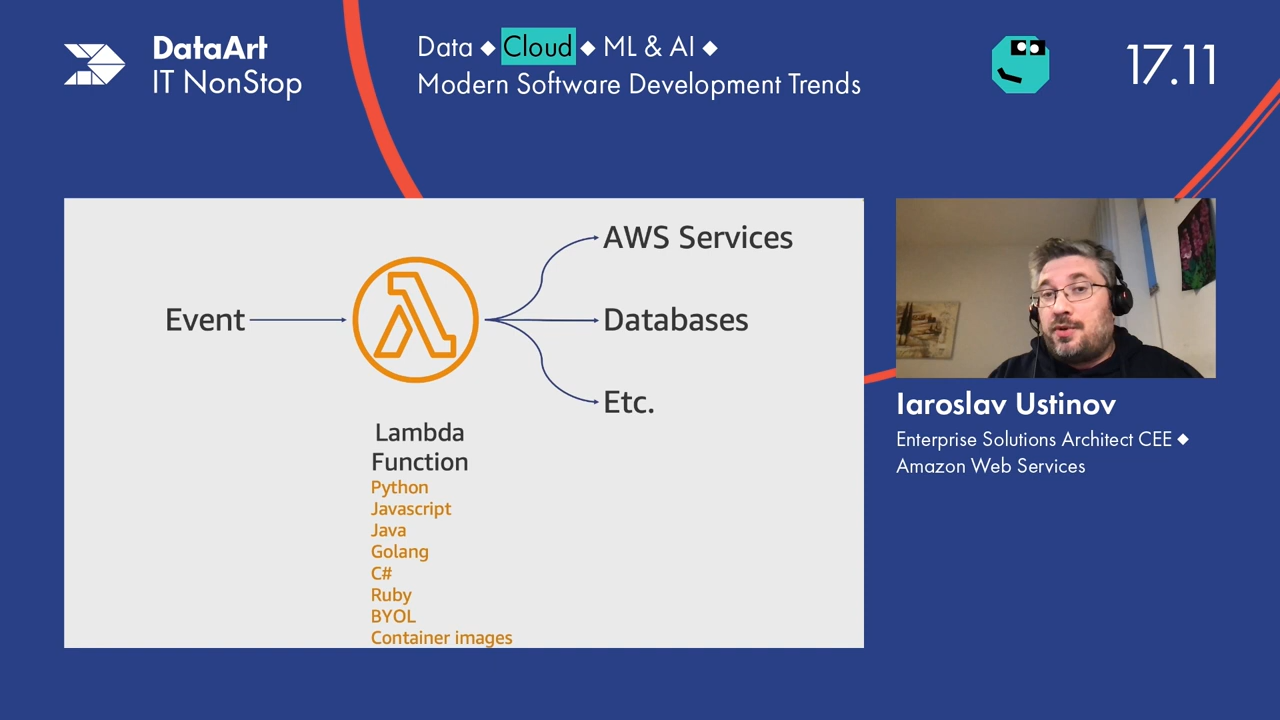 DataArt
IT NonStop
Data ◆ Cloud ◆ ML & AI ◆
Modern Software Development Trends
17.11
Event
AWS Services
Databases
Etc.
Lambda
Function
Python
Javascript
Java
Golang
C#
Ruby
BYOL
Container images
Iaroslav Ustinov
Enterprise Solutions Architect CEE ◆
Amazon Web Services